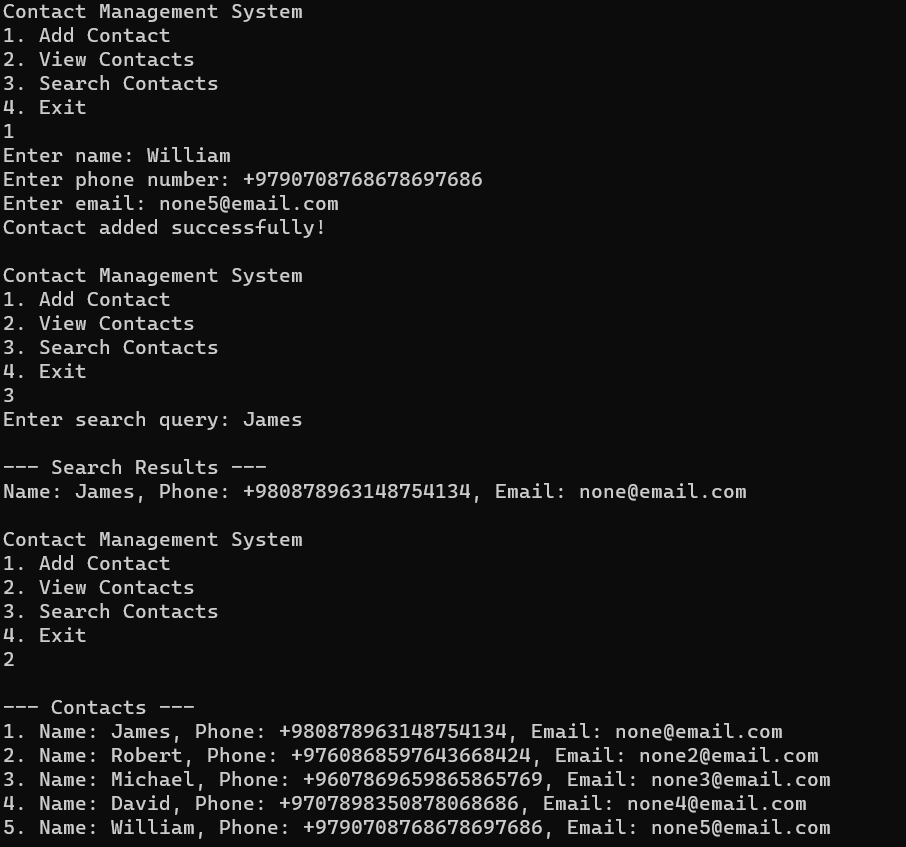 Contact Management System
1. Add Contact
2. View Contacts
3. Search Contacts
4. Exit
1
Enter name: William
Enter phone number: +9790708768678697686
Enter email: none5@email.com
Contact added successfully!
Contact Management System
1. Add Contact
2. View Contacts
3. Search Contacts
4. Exit
3
Enter search query: James
--- Search Results ---
Name: James, Phone: +980878963148754134, Email: none@email.com
Contact Management System
1. Add Contact
2. View Contacts
3. Search Contacts
4. Exit
2
--- Contacts ---
1. Name: James, Phone: +980878963148754134, Email: none@email.com
2. Name: Robert, Phone: +9760868597643668424, Email: none2@email.com
3. Name: Michael, Phone: +9607869659865865769, Email: none3@email.com
4. Name: David, Phone: +9707898350878068686, Email: none4@email.com
5. Name: William, Phone: +9790708768678697686, Email: none5@email.com